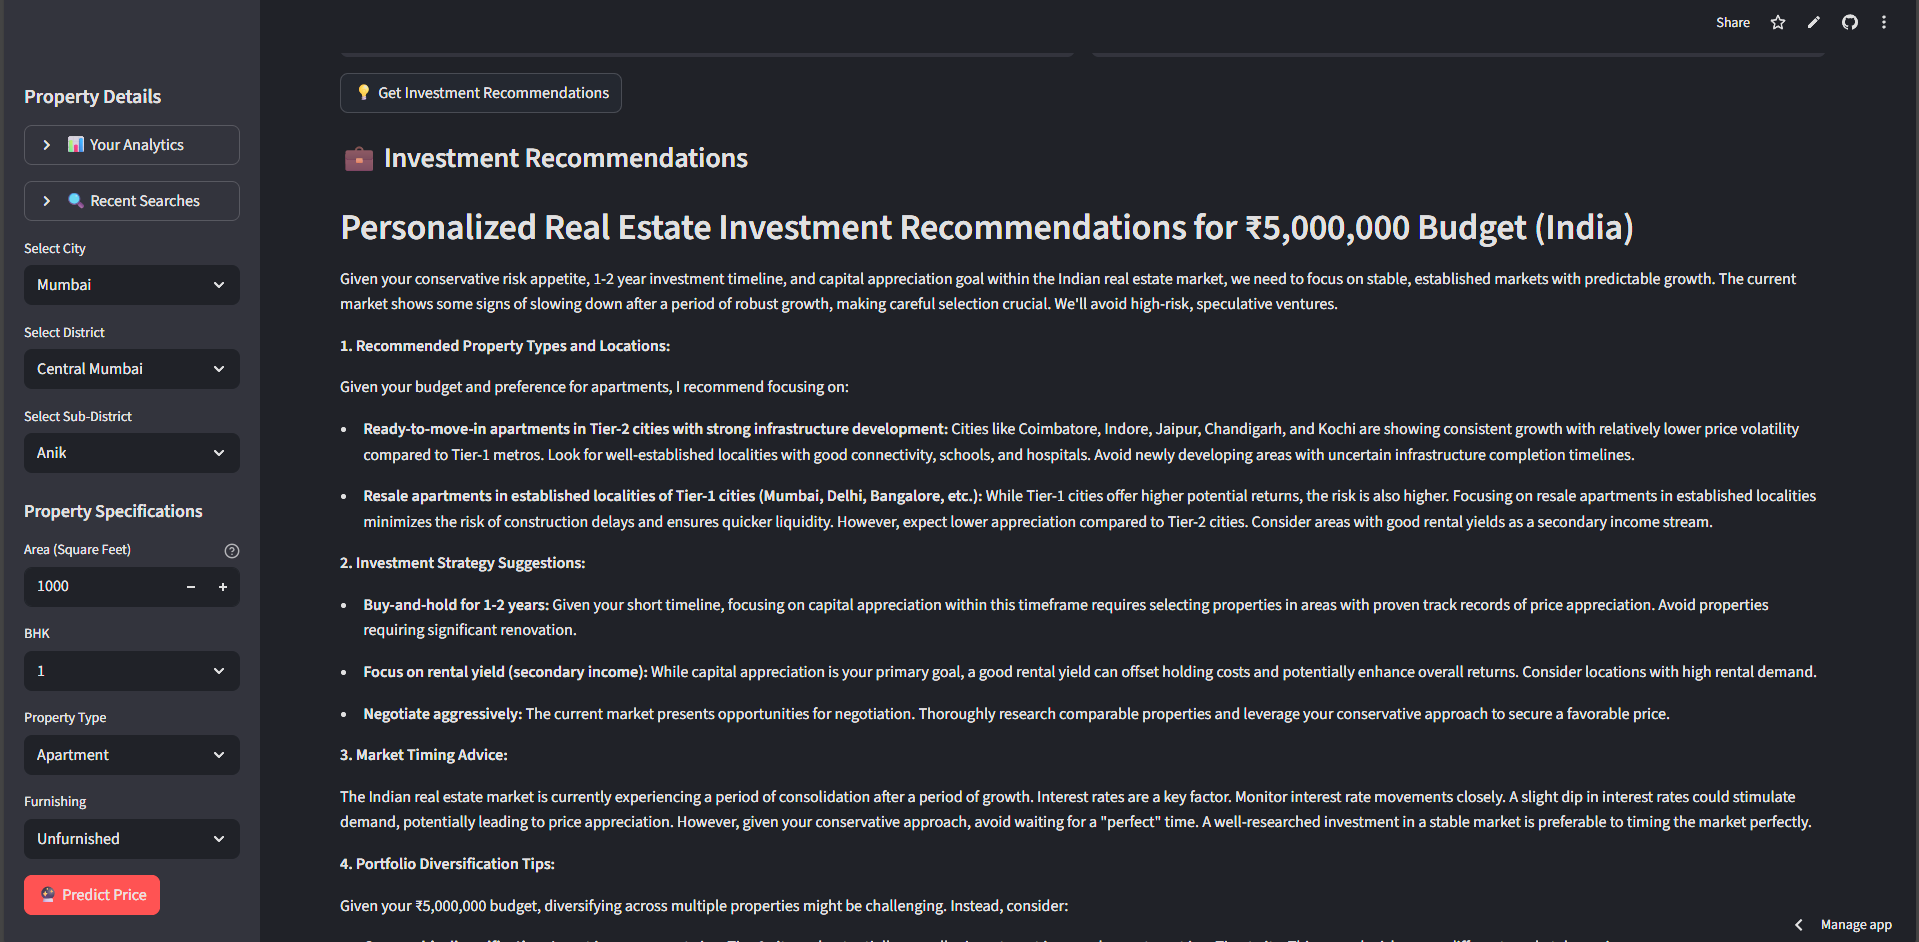 Share
Property Details
Your Analytics
Recent Searches
Select City
Mumbai
Select District
Central Mumbai
Select Sub-District
Anik
Property Specifications
Area (Square Feet)
1000
BHK
1
Property Type
Apartment
Furnishing
Unfurnished
Predict Price
Get Investment Recommendations
Investment Recommendations
Personalized Real Estate Investment Recommendations for ₹5,000,000 Budget (India)
Given your conservative risk appetite, 1-2 year investment timeline, and capital appreciation goal within the Indian real estate market, we need to focus on stable, established markets with predictable growth. The current
market shows some signs of slowing down after a period of robust growth, making careful selection crucial. We'll avoid high-risk, speculative ventures.
1. Recommended Property Types and Locations:
Given your budget and preference for apartments, I recommend focusing on:
• Ready-to-move-in apartments in Tier-2 cities with strong infrastructure development: Cities like Coimbatore, Indore, Jaipur, Chandigarh, and Kochi are showing consistent growth with relatively lower price volatility
compared to Tier-1 metros. Look for well-established localities with good connectivity, schools, and hospitals. Avoid newly developing areas with uncertain infrastructure completion timelines.
• Resale apartments in established localities of Tier-1 cities (Mumbai, Delhi, Bangalore, etc.): While Tier-1 cities offer higher potential returns, the risk is also higher. Focusing on resale apartments in established localities
minimizes the risk of construction delays and ensures quicker liquidity. However, expect lower appreciation compared to Tier-2 cities. Consider areas with good rental yields as a secondary income stream.
2. Investment Strategy Suggestions:
• Buy-and-hold for 1-2 years: Given your short timeline, focusing on capital appreciation within this timeframe requires selecting properties in areas with proven track records of price appreciation. Avoid properties
requiring significant renovation.
• Focus on rental yield (secondary income): While capital appreciation is your primary goal, a good rental yield can offset holding costs and potentially enhance overall returns. Consider locations with high rental demand.
• Negotiate aggressively: The current market presents opportunities for negotiation. Thoroughly research comparable properties and leverage your conservative approach to secure a favorable price.
3. Market Timing Advice:
The Indian real estate market is currently experiencing a period of consolidation after a period of growth. Interest rates are a key factor. Monitor interest rate movements closely. A slight dip in interest rates could stimulate
demand, potentially leading to price appreciation. However, given your conservative approach, avoid waiting for a "perfect" time. A well-researched investment in a stable market is preferable to timing the market perfectly.
4. Portfolio Diversification Tips:
Given your ₹5,000,000 budget, diversifying across multiple properties might be challenging. Instead, consider:
Manage app